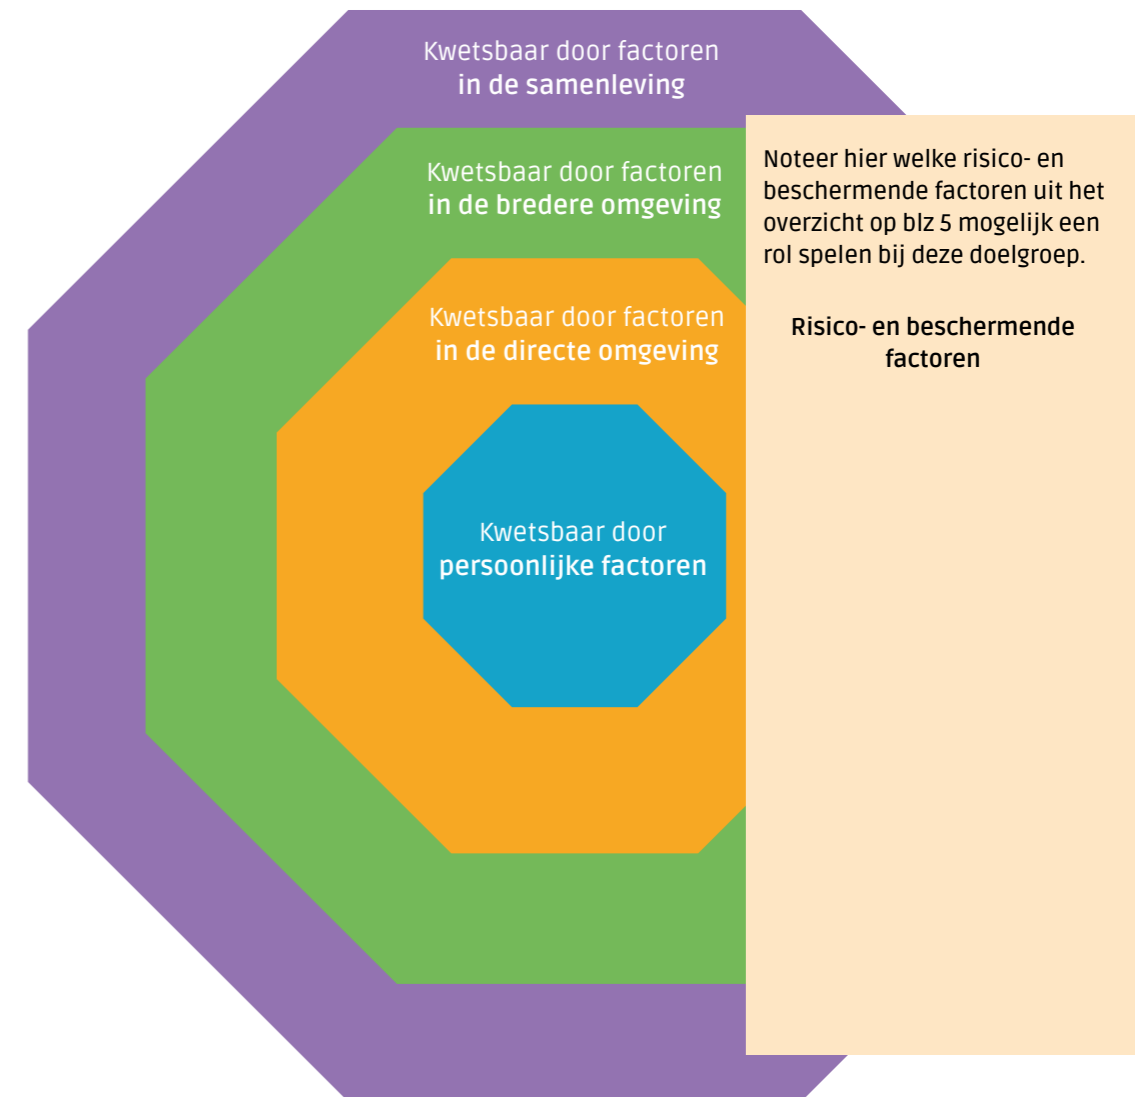 Kwetsbaar door factoren
in de samenleving
Kwetsbaar door factoren
in de bredere omgeving
Kwetsbaar door factoren
in de directe omgeving
Kwetsbaar door
persoonlijke factoren
Noteer hier welke risico- en
beschermende factoren uit het
overzicht op blz 5 mogelijk een
rol spelen bij deze doelgroep.
Risico- en beschermende
factoren